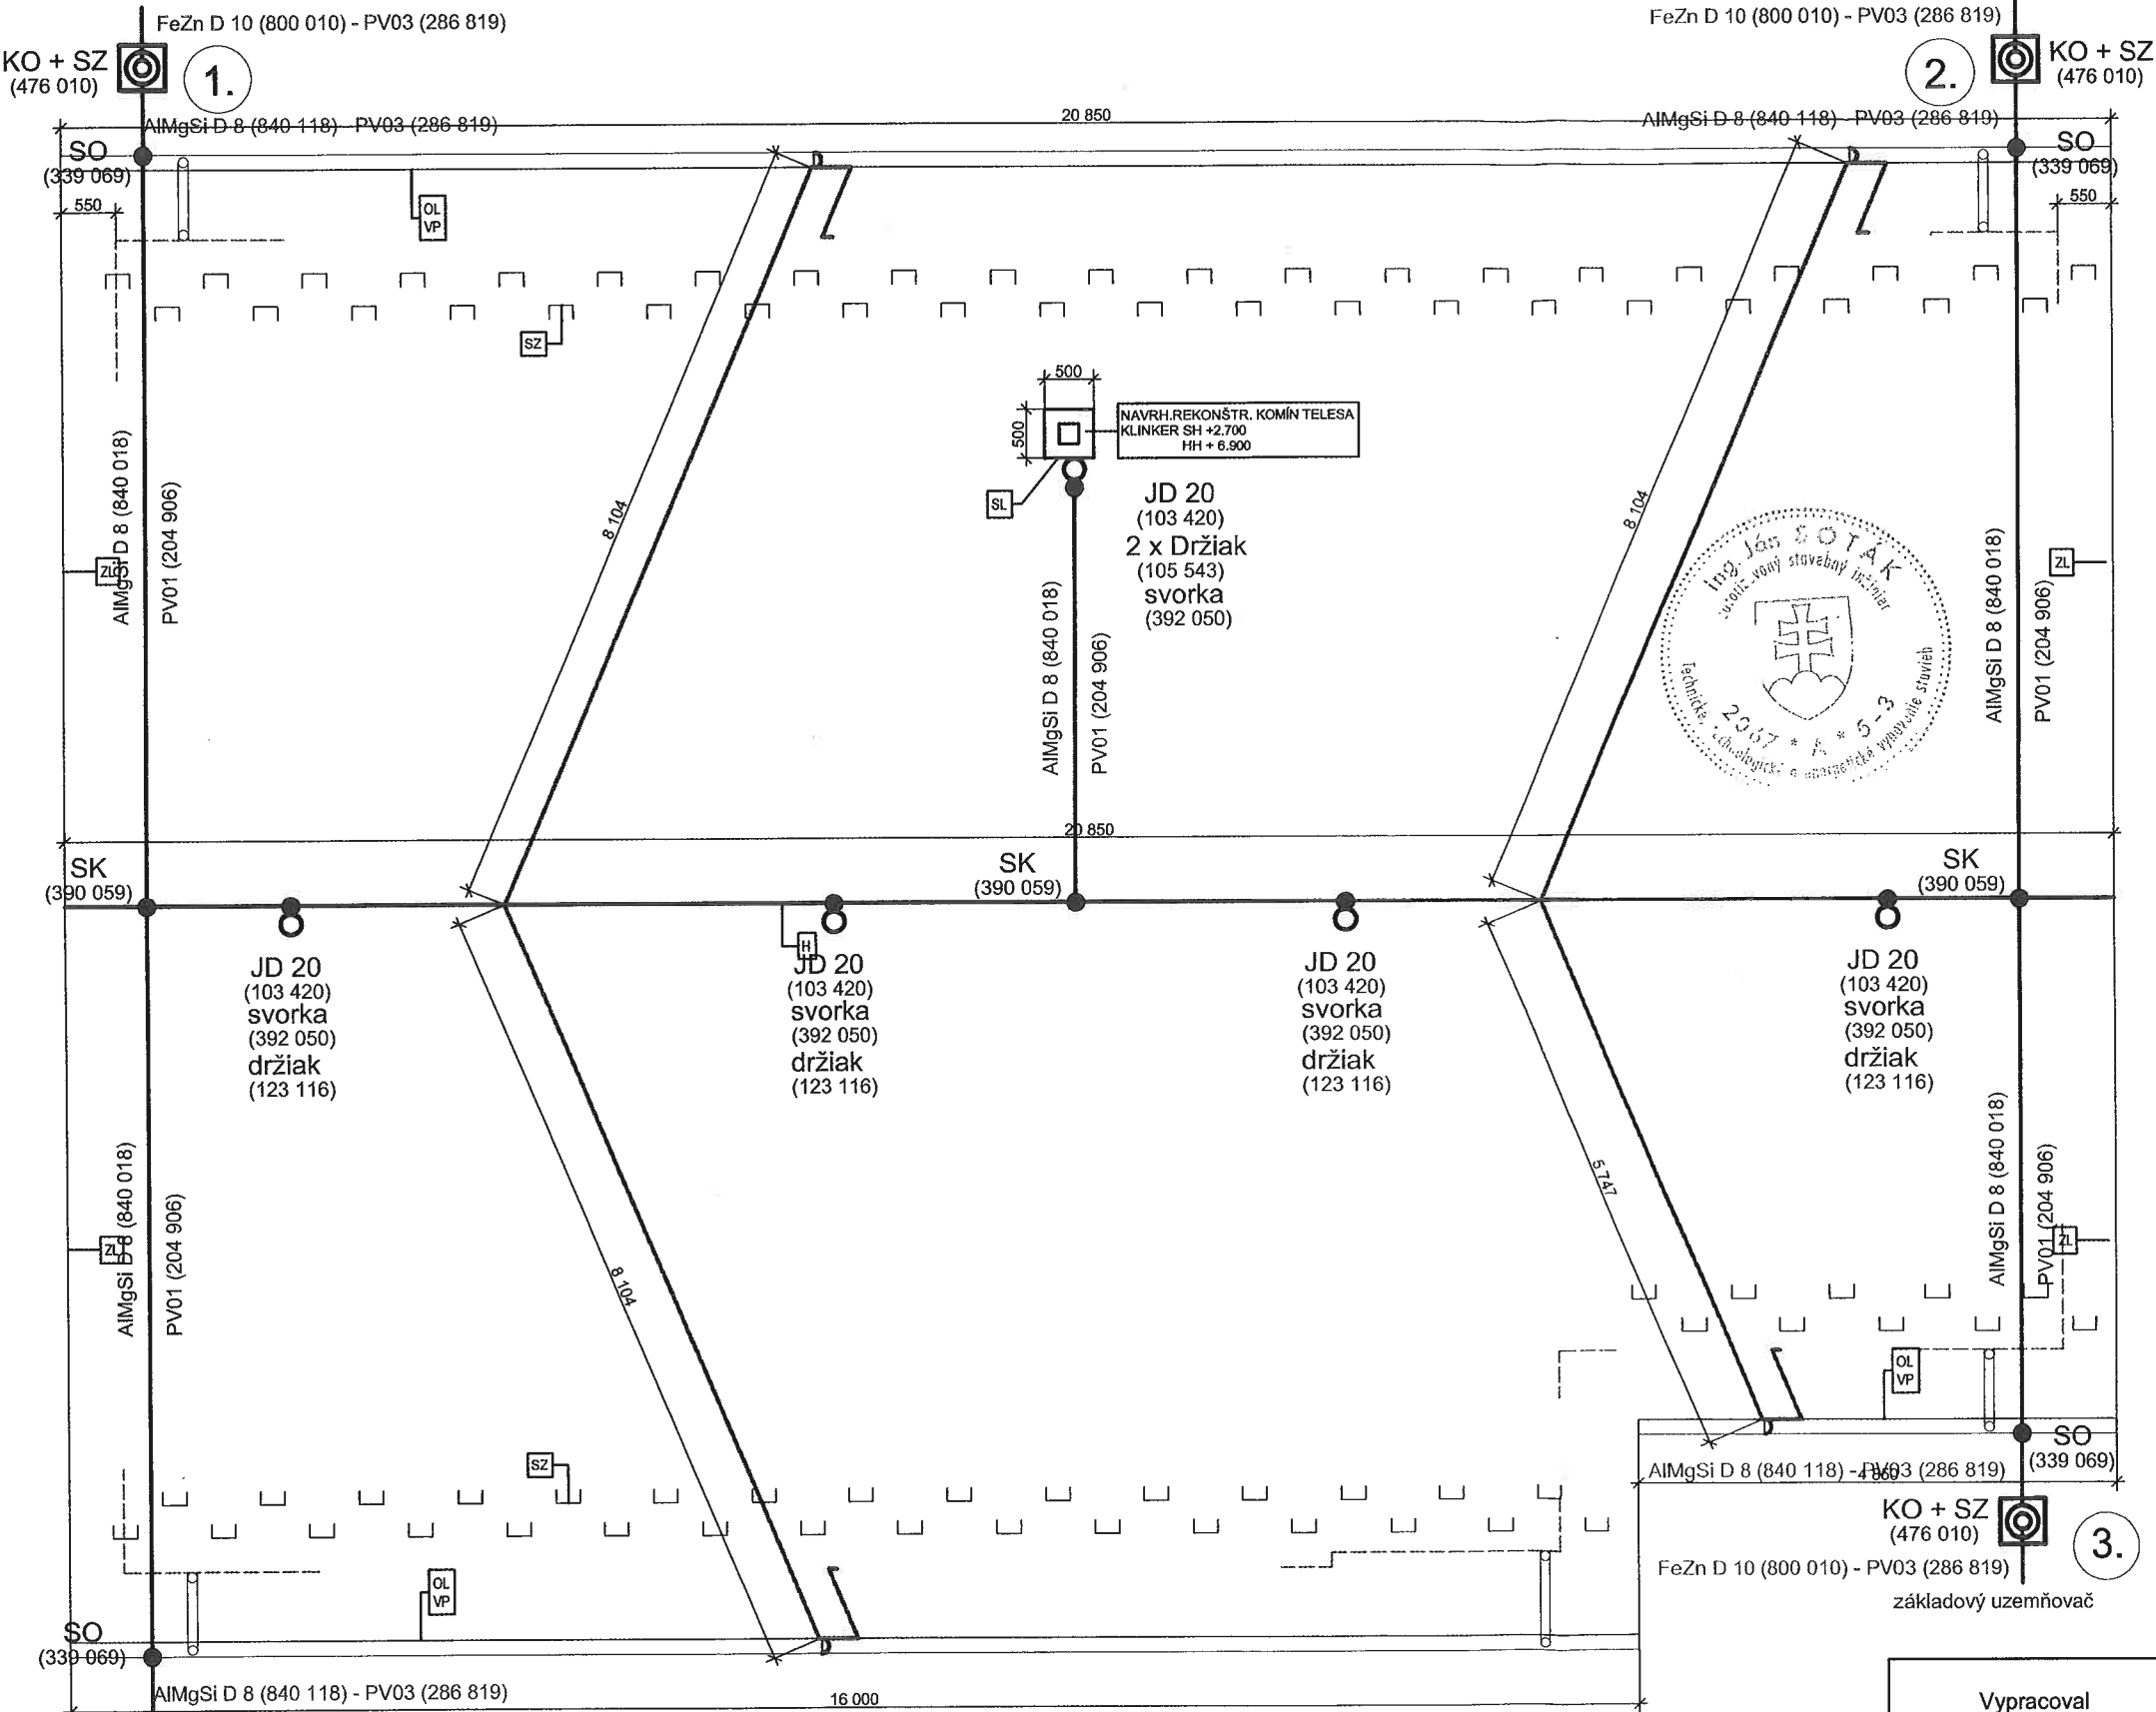 FeZn D 10 (800 010) - PV03 (286 819)
KO + SZ
(476 010)
1.
FeZn D 10 (800 010) - PV03 (286 819)
2.
KO + SZ
(476 010)
AlMgSi D 8 (840 118) - PV03 (286 819)
20 850
AlMgSi D 8 (840 118) - PV03 (286 819)
SO
(339 069)
SO
(339 069)
550
550
OL
VP
SZ
500
500
NAVRH.REKONŠTR. KOMÍN TELESA
KLINKER SH +2.700
HH + 6.900
SL
JD 20
(103 420)
2 x Držiak
(105 543)
svorka
(392 050)
8 104
8 104
AlMgSi D 8 (840 018)
PV01 (204 906)
ZL
AlMgSi D 8 (840 018)
PV01 (204 906)
AlMgSi D 8 (840 018)
PV01 (204 906)
ZL
Ing. Ján SOTÁK
stavebný inžinier
20 850
SK
(390 059)
SK
(390 059)
SK
(390 059)
H
JD 20
(103 420)
svorka
(392 050)
držiak
(123 116)
JD 20
(103 420)
svorka
(392 050)
držiak
(123 116)
JD 20
(103 420)
svorka
(392 050)
držiak
(123 116)
JD 20
(103 420)
svorka
(392 050)
držiak
(123 116)
AlMgSi D 8 (840 018)
PV01 (204 906)
ZL
8 104
5 747
AlMgSi D 8 (840 018)
PV01 (204 906)
ZL
OL
VP
SO
(339 069)
AlMgSi D 8 (840 118) - PV03 (286 819)
SZ
KO + SZ
(476 010)
3.
FeZn D 10 (800 010) - PV03 (286 819)
základový uzemňovač
OL
VP
SO
(339 069)
AlMgSi D 8 (840 118) - PV03 (286 819)
16 000
Vypracoval